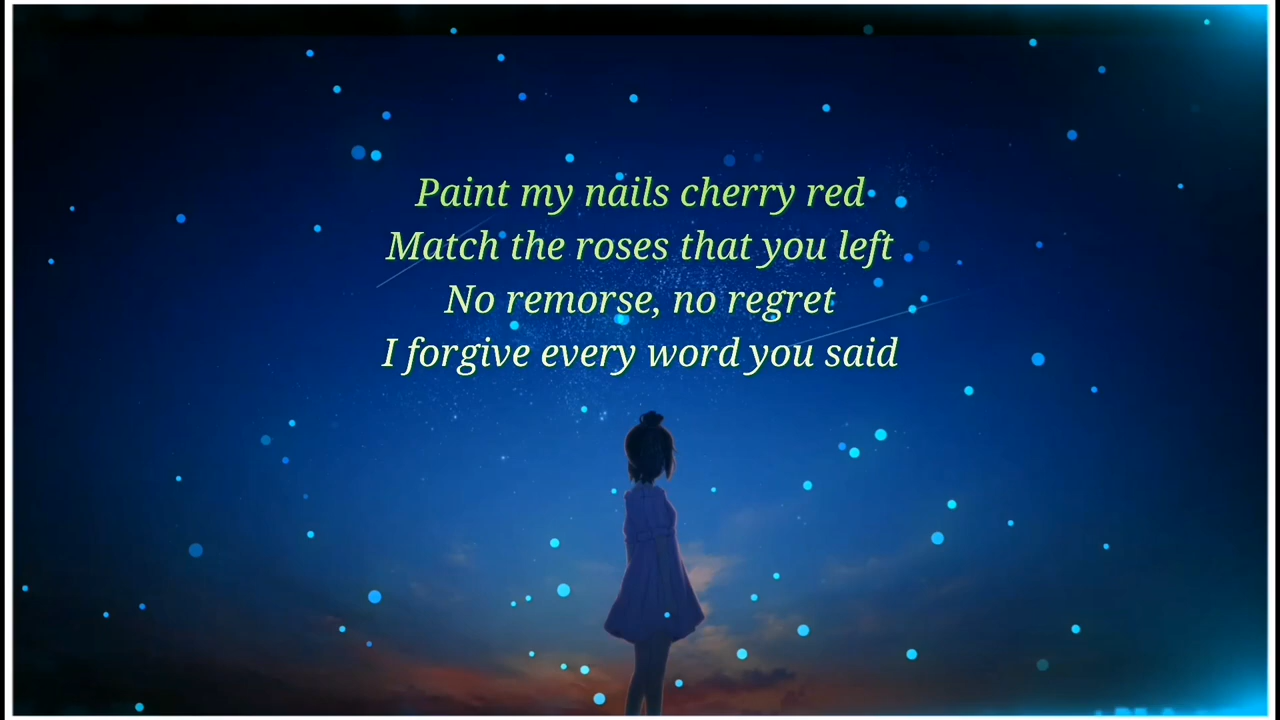 Paint my nails cherry red
Match the roses that you left
No remorse, no regret
I forgive every word you said